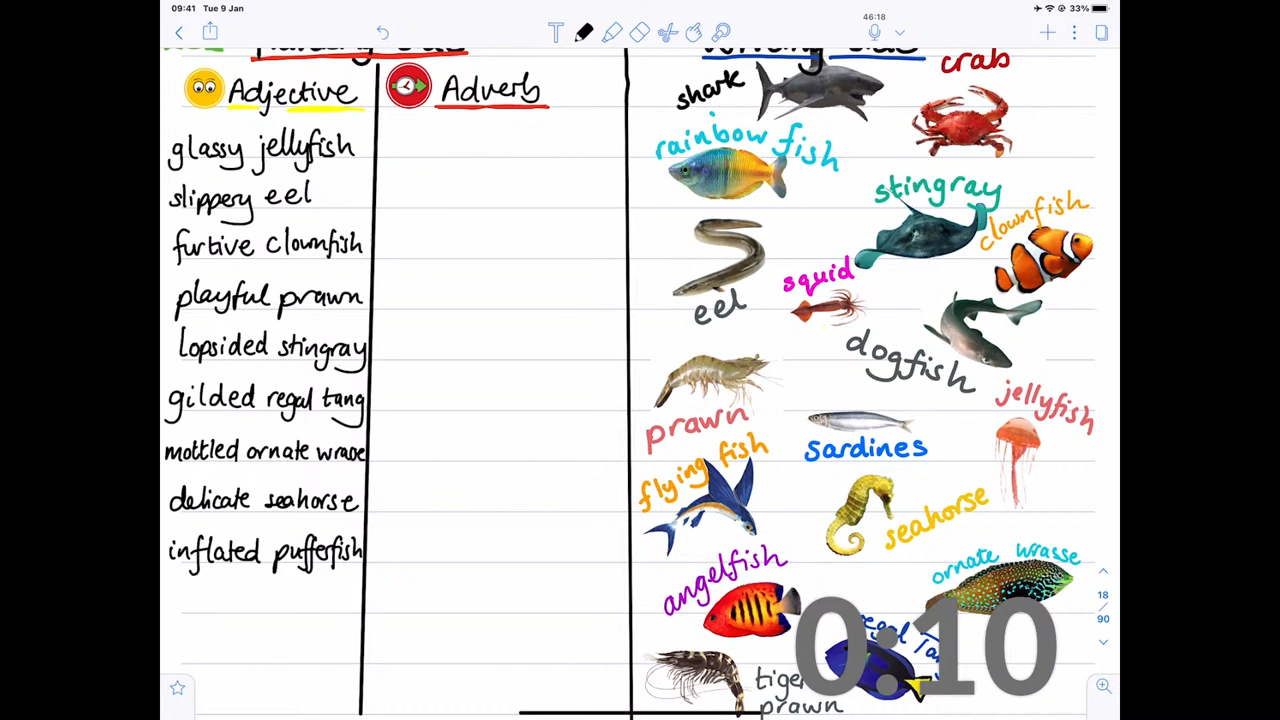 09:41 Tue 9 Jan
46:18
33%
Adjective
Adverb
glassy jellyfish
slippery eel
furtive clownfish
playful prawn
lopsided stingray
gilded regal tang
mottled ornate wrasse
delicate seahorse
inflated pufferfish
shark
crab
rainbow fish
stingray
clownfish
eel
squid
dogfish
prawn
jellyfish
sardines
flying fish
seahorse
angelfish
ornate wrasse
regal
tiger
prawn
0:10
18
90